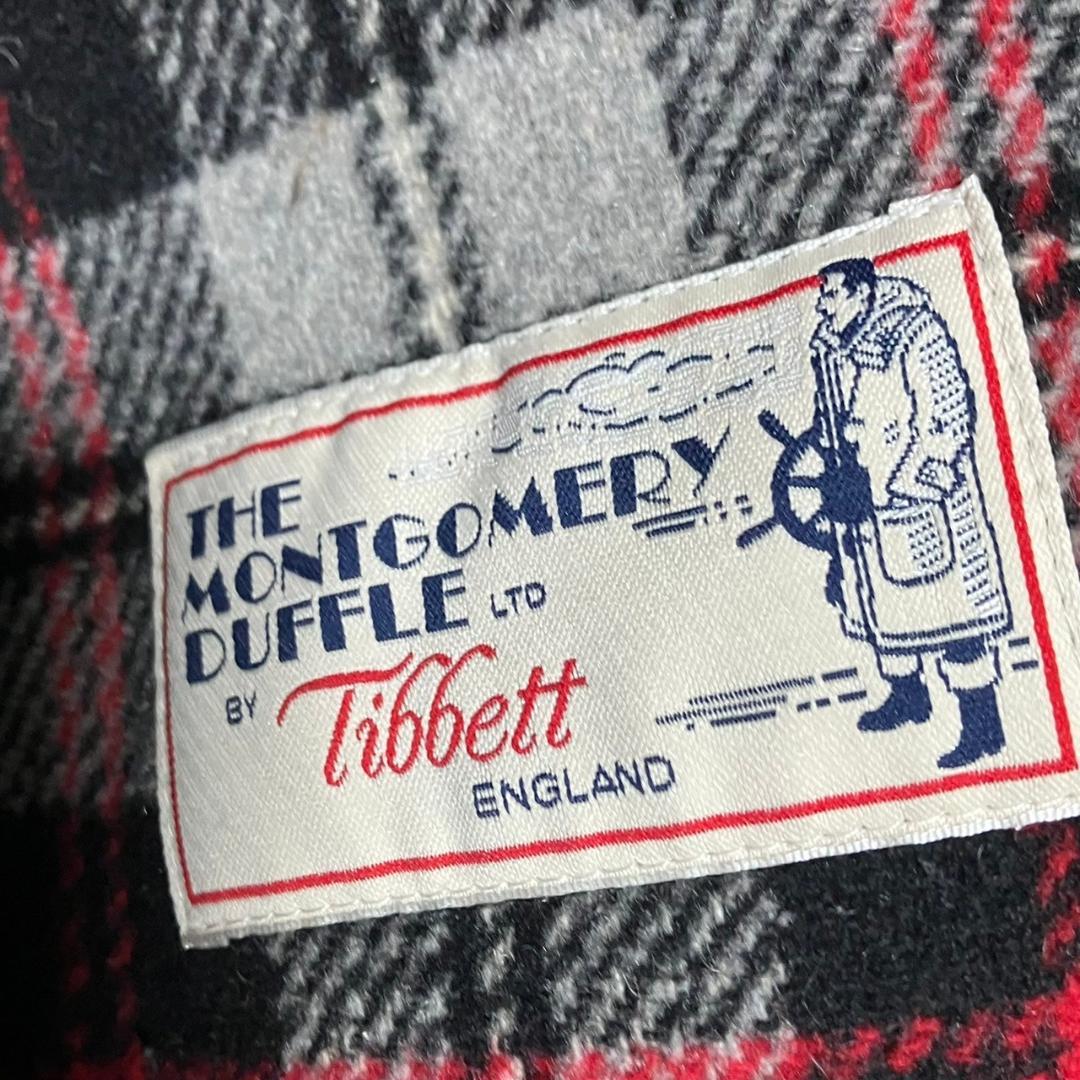 THE
MONTGOMERY
DUFFLE LTD
BY Tibbett
ENGLAND